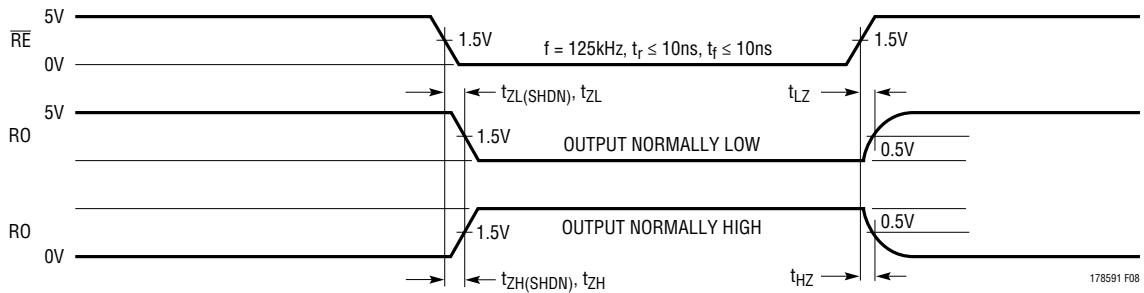 5V
RE
1.5V
f = 125kHz, tr ≤ 10ns, tf ≤ 10ns
1.5V
0V
tZL(SHDN), tZL
tLZ
5V
RO
1.5V
OUTPUT NORMALLY LOW
0.5V
RO
1.5V
OUTPUT NORMALLY HIGH
0.5V
0V
tZH(SHDN), tZH
tHZ
178591 F08